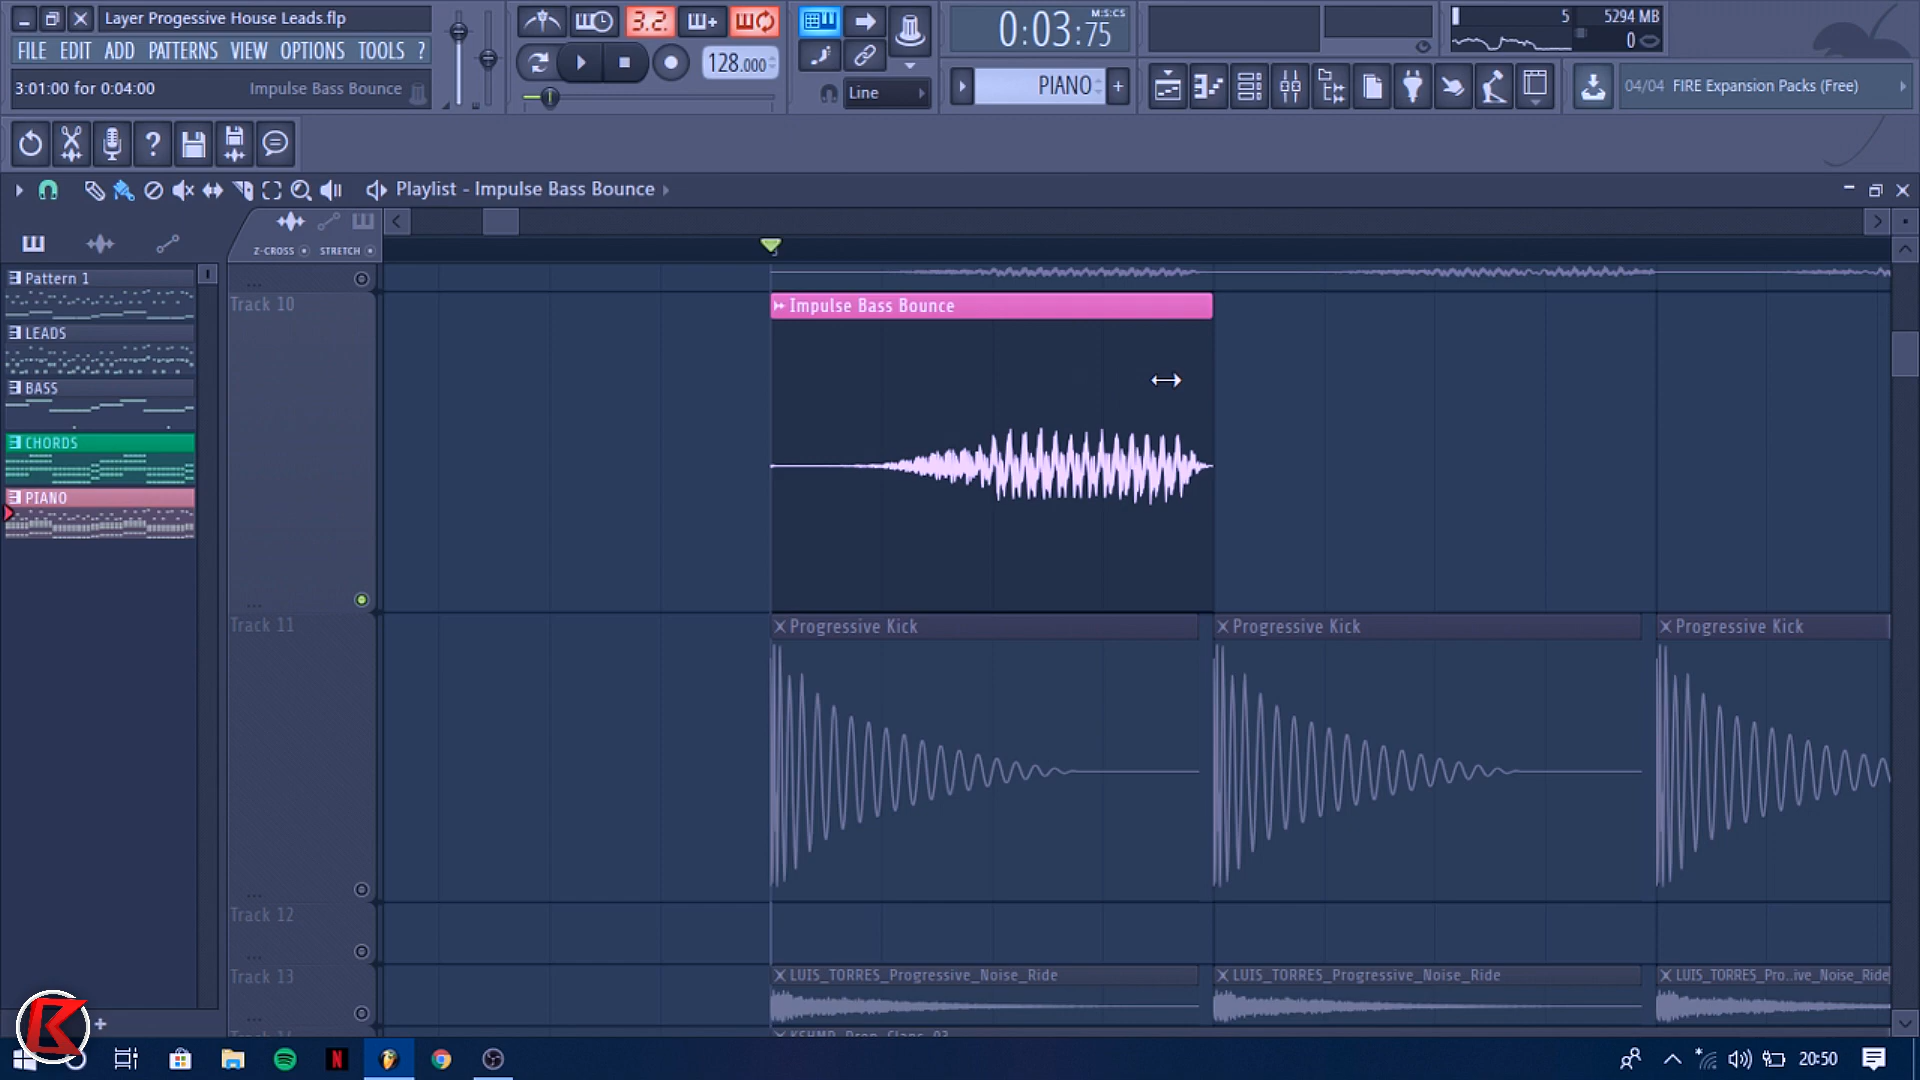 Layer Progessive House Leads.flp
FILE EDIT ADD PATTERNS VIEW OPTIONS TOOLS ?
3:01:00 for 0:04:00 Impulse Bass Bounce
3.2.
128.000
Line
0:03:75
M:S:CS
PIANO
5
5294 MB
0
04/04 FIRE Expansion Packs (Free)
Playlist - Impulse Bass Bounce
Z-CROSS
STRETCH
3
Pattern 1
LEADS
BASS
CHORDS
PIANO
Track 10
Impulse Bass Bounce
Track 11
Progressive Kick
Progressive Kick
Progressive Kick
Track 12
Track 13
LUIS_TORRES_Progressive_Noise_Ride
LUIS_TORRES_Progressive_Noise_Ride
LUIS_TORRES_Pro..ive_Noise_Ride
KSHMR_Drop_Claps_03
K
N
20:50